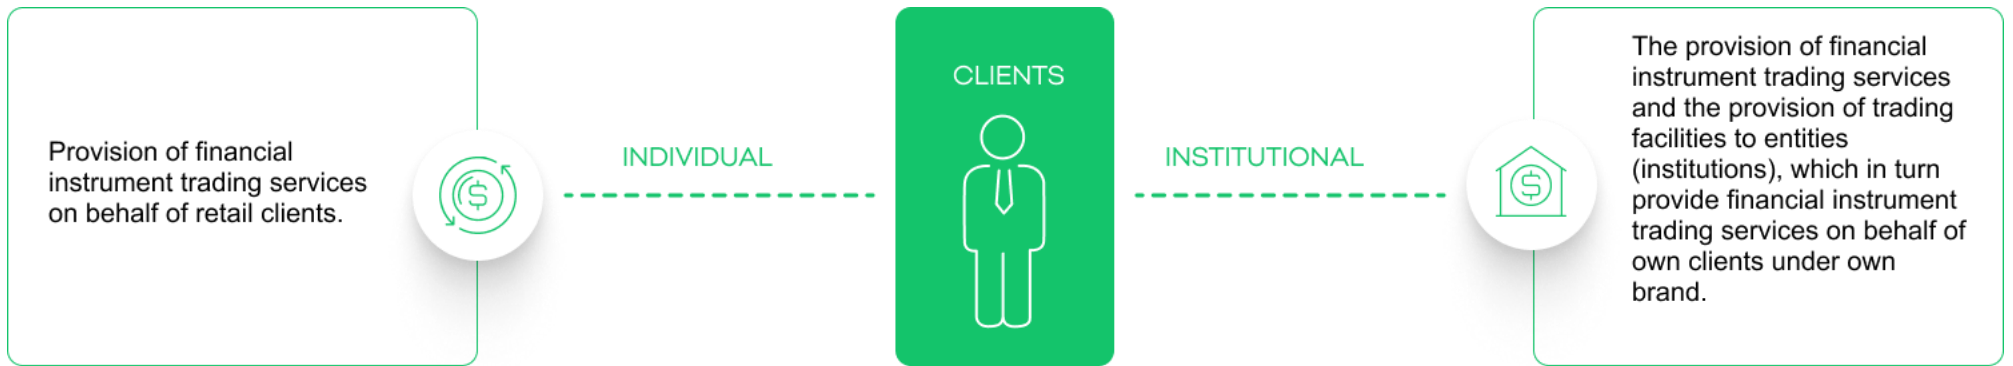 Provision of financial
instrument trading services
on behalf of retail clients.
INDIVIDUAL
CLIENTS
INSTITUTIONAL
The provision of financial
instrument trading services
and the provision of trading
facilities to entities
(institutions), which in turn
provide financial instrument
trading services on behalf of
own clients under own
brand.